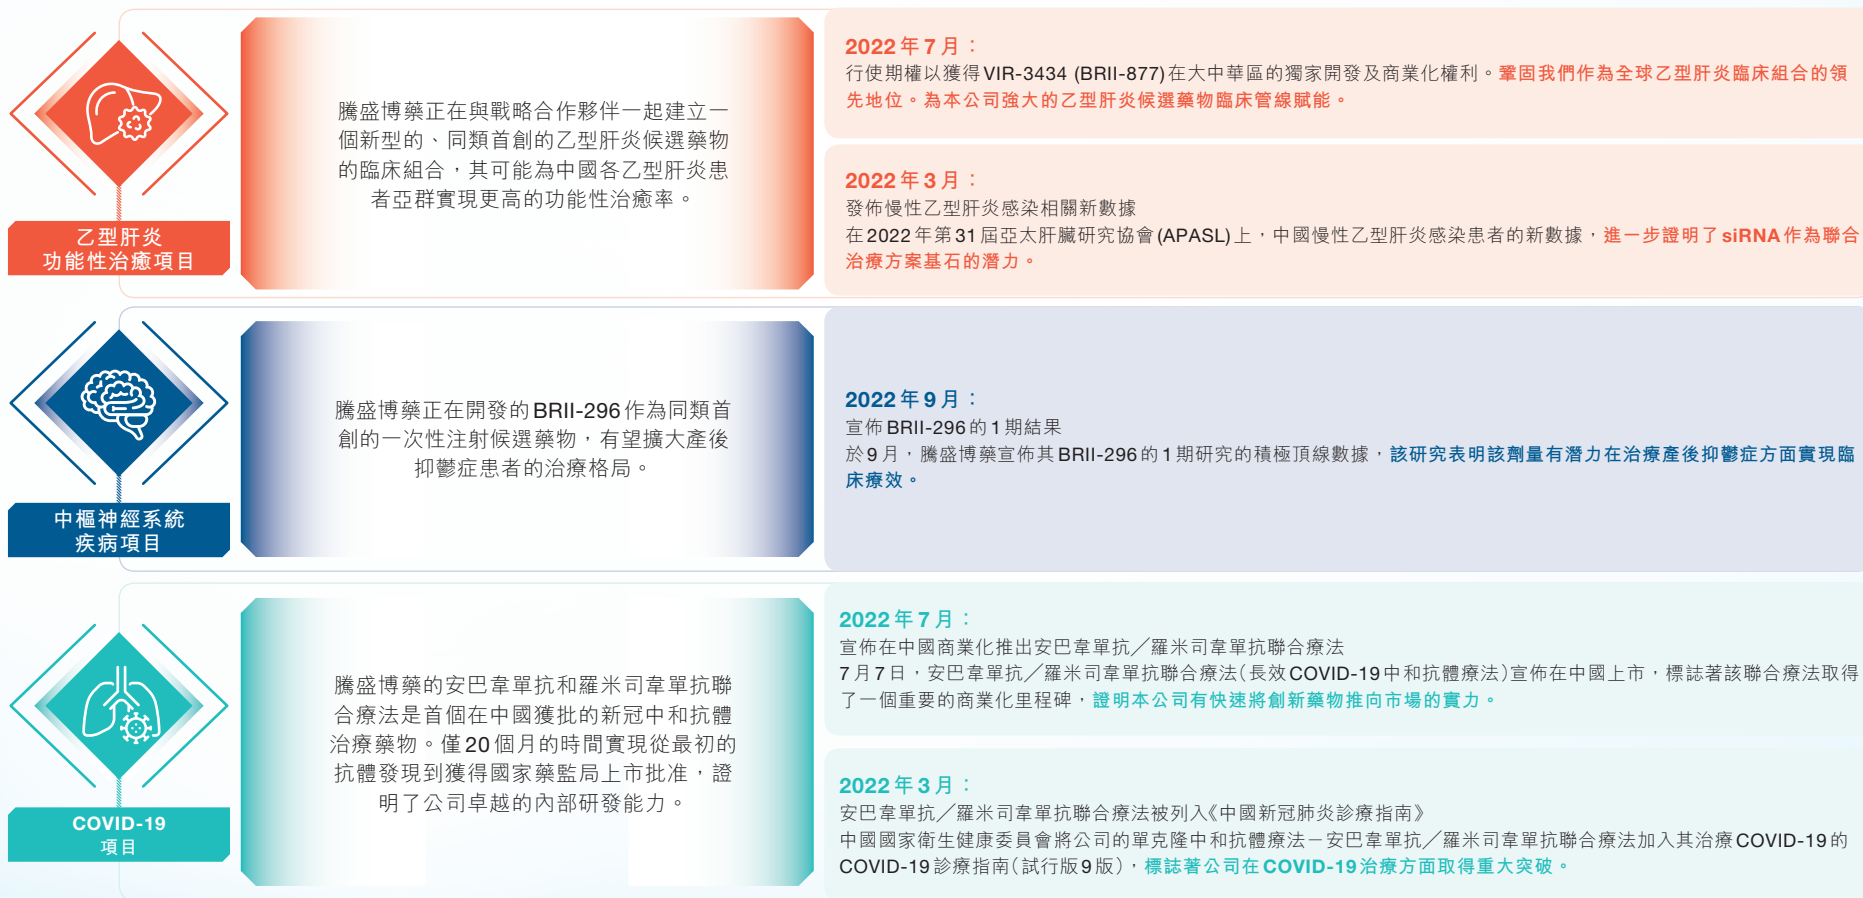 乙型肝炎
功能性治癒項目
騰盛博藥正在與戰略合作夥伴一起建立一
個新型的、同類首創的乙型肝炎候選藥物
的臨床組合，其可能為中國各乙型肝炎患
者亞群實現更高的功能性治癒率。
2022年7月：
行使期權以獲得VIR-3434 (BRII-877)在大中華區的獨家開發及商業化權利。鞏固我們作為全球乙型肝炎臨床組合的領
先地位。為本公司強大的乙型肝炎候選藥物臨床管線賦能。
2022年3月：
發佈慢性乙型肝炎感染相關新數據
在2022年第31屆亞太肝臟研究協會(APASL)上，中國慢性乙型肝炎感染患者的新數據，進一步證明了siRNA作為聯合
治療方案基石的潛力。
中樞神經系統
疾病項目
騰盛博藥正在開發的BRII-296作為同類首
創的一次性注射候選藥物，有望擴大產後
抑鬱症患者的治療格局。
2022年9月：
宣佈BRII-296的1期結果
於9月，騰盛博藥宣佈其BRII-296的1期研究的積極頂線數據，該研究表明該劑量有潛力在治療產後抑鬱症方面實現臨
床療效。
COVID-19
項目
騰盛博藥的安巴韋單抗和羅米司韋單抗聯
合療法是首個在中國獲批的新冠中和抗體
治療藥物。僅20個月的時間實現從最初的
抗體發現到獲得國家藥監局上市批准，證
明了公司卓越的內部研發能力。
2022年7月：
宣佈在中國商業化推出安巴韋單抗／羅米司韋單抗聯合療法
7月7日，安巴韋單抗／羅米司韋單抗聯合療法(長效COVID-19中和抗體療法)宣佈在中國上市，標誌著該聯合療法取得
了一個重要的商業化里程碑，證明本公司有快速將創新藥物推向市場的實力。
2022年3月：
安巴韋單抗／羅米司韋單抗聯合療法被列入《中國新冠肺炎診療指南》
中國國家衛生健康委員會將公司的單克隆中和抗體療法－安巴韋單抗／羅米司韋單抗聯合療法加入其治療COVID-19的
COVID-19診療指南(試行版9版)，標誌著公司在COVID-19治療方面取得重大突破。